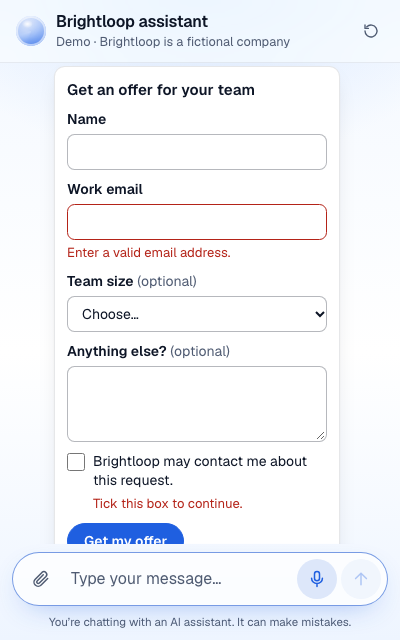 Brightloop assistant
Demo · Brightloop is a fictional company
Get an offer for your team
Name
Work email
Enter a valid email address.
Team size (optional)
Choose...
Anything else? (optional)
Brightloop may contact me about
this request.
Tick this box to continue.
Get my offer
Type your message...
You're chatting with an AI assistant. It can make mistakes.